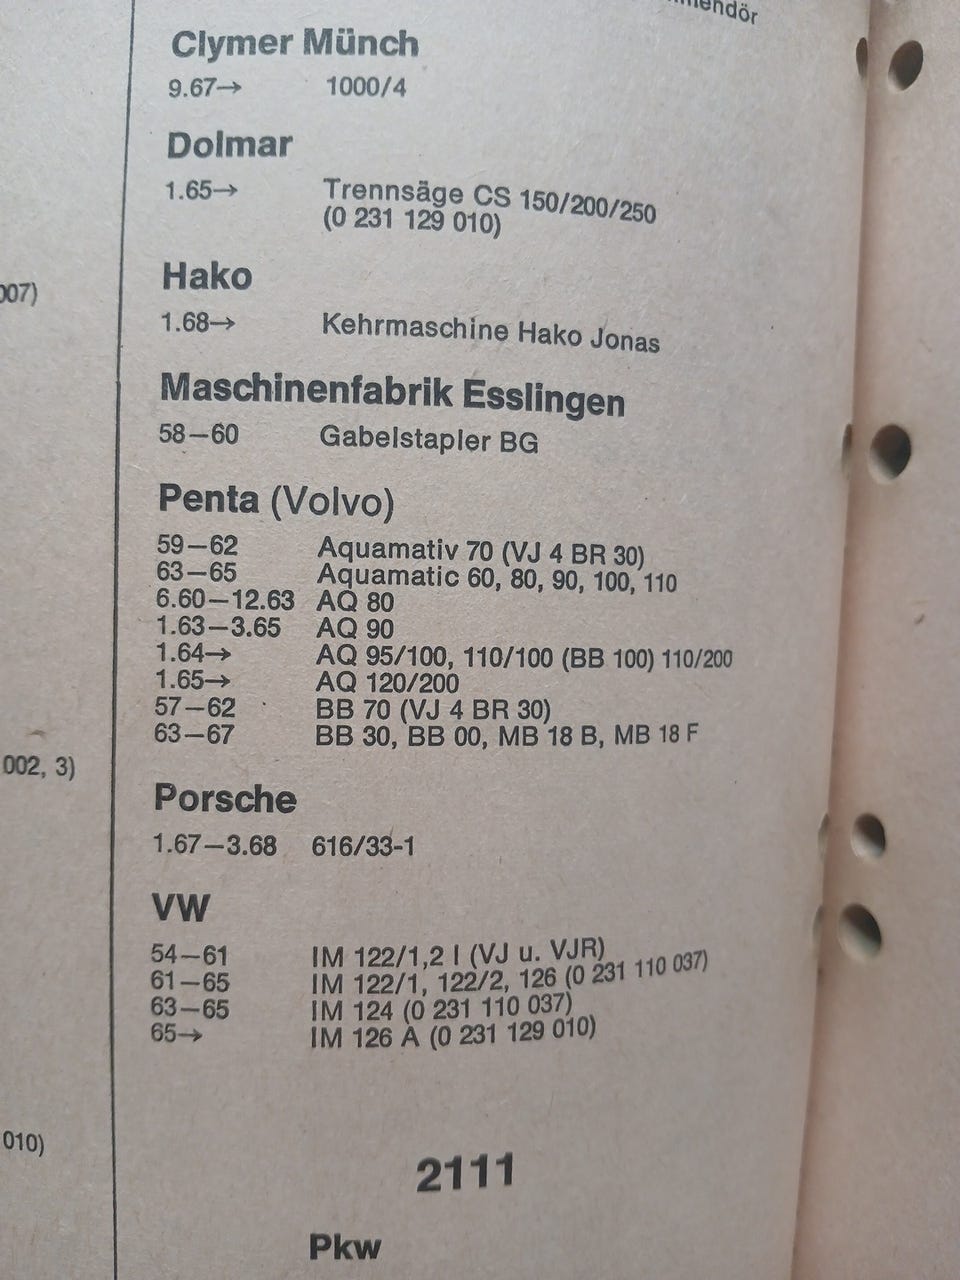 Clymer Münch
9.67→ 1000/4
Dolmar
1.65→ Trennsäge CS 150/200/250
(0 231 129 010)
Hako
1.68→ Kehrmaschine Hako Jonas
Maschinenfabrik Esslingen
58–60 Gabelstapler BG
Penta (Volvo)
59–62 Aquamativ 70 (VJ 4 BR 30)
63–65 Aquamatic 60, 80, 90, 100, 110
6.60–12.63 AQ 80
1.63–3.65 AQ 90
1.64→ AQ 95/100, 110/100 (BB 100) 110/200
1.65→ AQ 120/200
57–62 BB 70 (VJ 4 BR 30)
63–67 BB 30, BB 00, MB 18 B, MB 18 F
Porsche
1.67–3.68 616/33-1
VW
54–61 IM 122/1,2 l (VJ u. VJR)
61–65 IM 122/1, 122/2, 126 (0 231 110 037)
63–65 IM 124 (0 231 110 037)
65→ IM 126 A (0 231 129 010)
2111
Pkw
002, 3)
010)